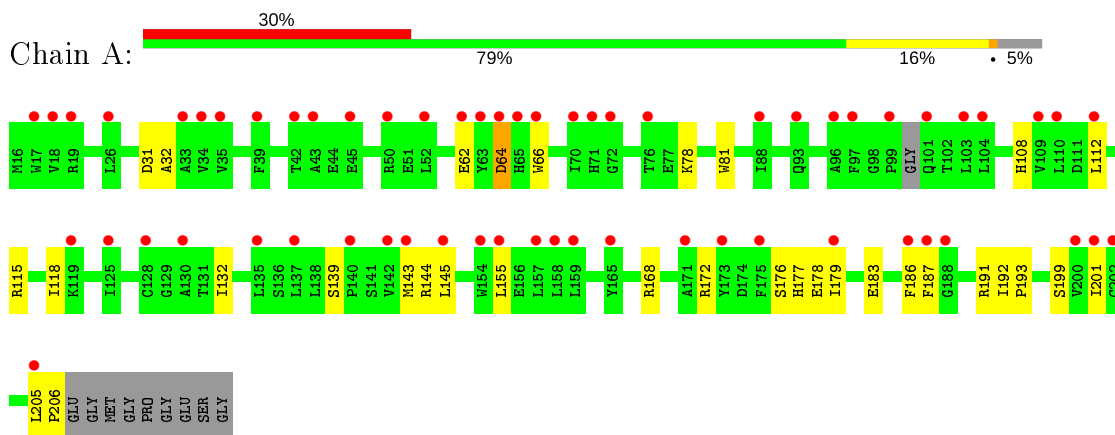 30%
Chain A:
79% 16% • 5%
M16 W17 V18 R19 L26 D31 A32 A33 V34 V35 F39 T42 A43 E44 E45 R50 E51 L52 E62 Y63 D64 H65 W66 I70 H71 G72 T76 E77 K78 W81 I88 Q93 A96 F97 G98 P99 GLY Q101 T102 L103 L104 H108 V109 L110 D111 L112
R115 I118 K119 I125 C128 G129 A130 T131 I132 L135 S136 L137 L138 S139 P140 S141 V142 M143 R144 L145 W154 L155 E156 L157 L158 L159 Y165 R168 A171 R172 Y173 D174 F175 S176 H177 E178 I179 E183 F186 F187 G188 R191 I192 P193 S199 V200 I201
L205 P206 GLU GLY MET GLY PRO GLY GLU SER GLY